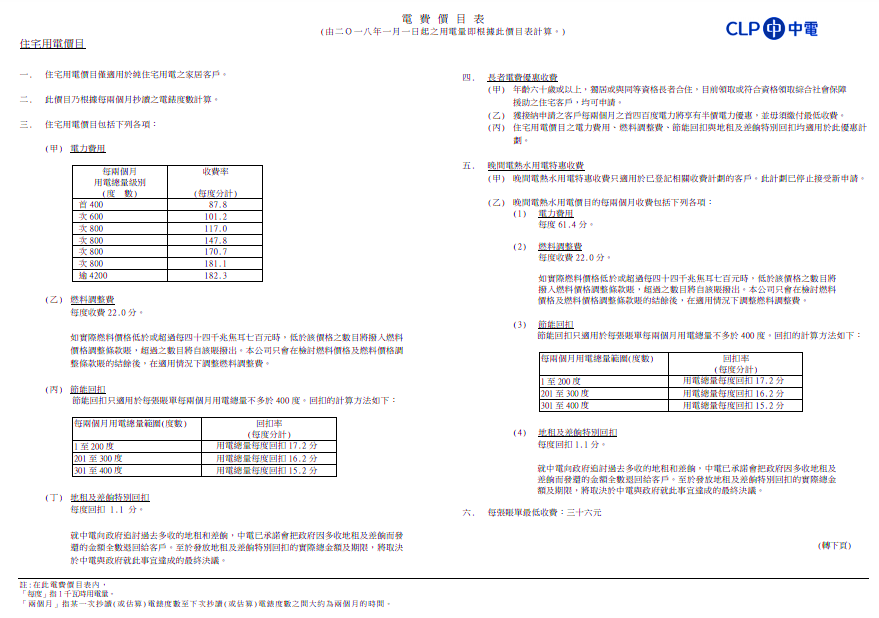 電費價目表
(由二O一八年一月一日起之用電量即根據此價目表計算。)
CLP 中電
住宅用電價目
一. 住宅用電價目僅適用於純住宅用電之家居客戶。
二. 此價目乃根據每兩個月抄讀之電錶度數計算。
三. 住宅用電價目包括下列各項：
(甲) 電力費用
每兩個月 收費率
用電總量級別
(度 數) (每度分計)
首 400 87.8
次 600 101.2
次 800 117.0
次 800 147.8
次 800 170.7
次 800 181.1
逾 4200 182.3
(乙) 燃料調整費
每度收費 22.0 分。
如實際燃料價格低於或超過每四十四千兆焦耳七百元時，低於該價格之數目將撥入燃料
價格調整條款賬，超過之數目將自該賬撥出。本公司只會在檢討燃料價格及燃料價格調
整條款賬的結餘後，在適用情況下調整燃料調整費。
(丙) 節能回扣
節能回扣只適用於每張賬單每兩個月用電總量不多於 400 度。回扣的計算方法如下：
每兩個月用電總量範圍(度數) 回扣率
(每度分計)
1 至 200 度 用電總量每度回扣 17.2 分
201 至 300 度 用電總量每度回扣 16.2 分
301 至 400 度 用電總量每度回扣 15.2 分
(丁) 地租及差餉特別回扣
每度回扣 1.1 分。
就中電向政府追討過去多收的地租和差餉，中電已承諾會把政府因多收地租及差餉而發
還的金額全數退回給客戶。至於發放地租及差餉特別回扣的實際總金額及期限，將取決
於中電與政府就此事宜達成的最終決議。
四. 長者電費優惠收費
(甲) 年齡六十歲或以上，獨居或與同等資格長者合住，目前領取或符合資格領取綜合社會保障
援助之住宅客戶，均可申請。
(乙) 獲接納申請之客戶每兩個月之首四百度電力將享有半價電力優惠。並毋須繳付最低收費。
(丙) 住宅用電價目之電力費用、燃料調整費、節能回扣與地租及差餉特別回扣均適用於此優惠計
劃。
五. 晚間電熱水用電特惠收費
(甲) 晚間電熱水用電特惠收費只適用於已登記相關收費計劃的客戶。此計劃已停止接受新申請。
(乙) 晚間電熱水用電價目的每兩個月收費包括下列各項：
(1) 電力費用
每度 61.4 分。
(2) 燃料調整費
每度收費 22.0 分。
如實際燃料價格低於或超過每四十四千兆焦耳七百元時，低於該價格之數目將
撥入燃料價格調整條款賬，超過之數目將自該賬撥出。本公司只會在檢討燃料
價格及燃料價格調整條款賬的結餘後，在適用情況下調整燃料調整費。
(3) 節能回扣
節能回扣只適用於每張賬單每兩個月用電總量不多於 400 度。回扣的計算方法如下：
每兩個月用電總量範圍(度數) 回扣率
(每度分計)
1 至 200 度 用電總量每度回扣 17.2 分
201 至 300 度 用電總量每度回扣 16.2 分
301 至 400 度 用電總量每度回扣 15.2 分
(4) 地租及差餉特別回扣
每度回扣 1.1 分。
就中電向政府追討過去多收的地租和差餉，中電已承諾會把政府因多收地租及
差餉而發還的金額全數退回給客戶。至於發放地租及差餉特別回扣的實際總金
額及期限，將取決於中電與政府就此事宜達成的最終決議。
六. 每張賬單最低收費：三十六元
(轉下頁)
註：在此電費價目表內，
「每度」指 1 千瓦時用電量。
「兩個月」指某一次抄讀(或估算)電錶度數至下次抄讀(或估算)電錶度數之間大約為兩個月的時間。